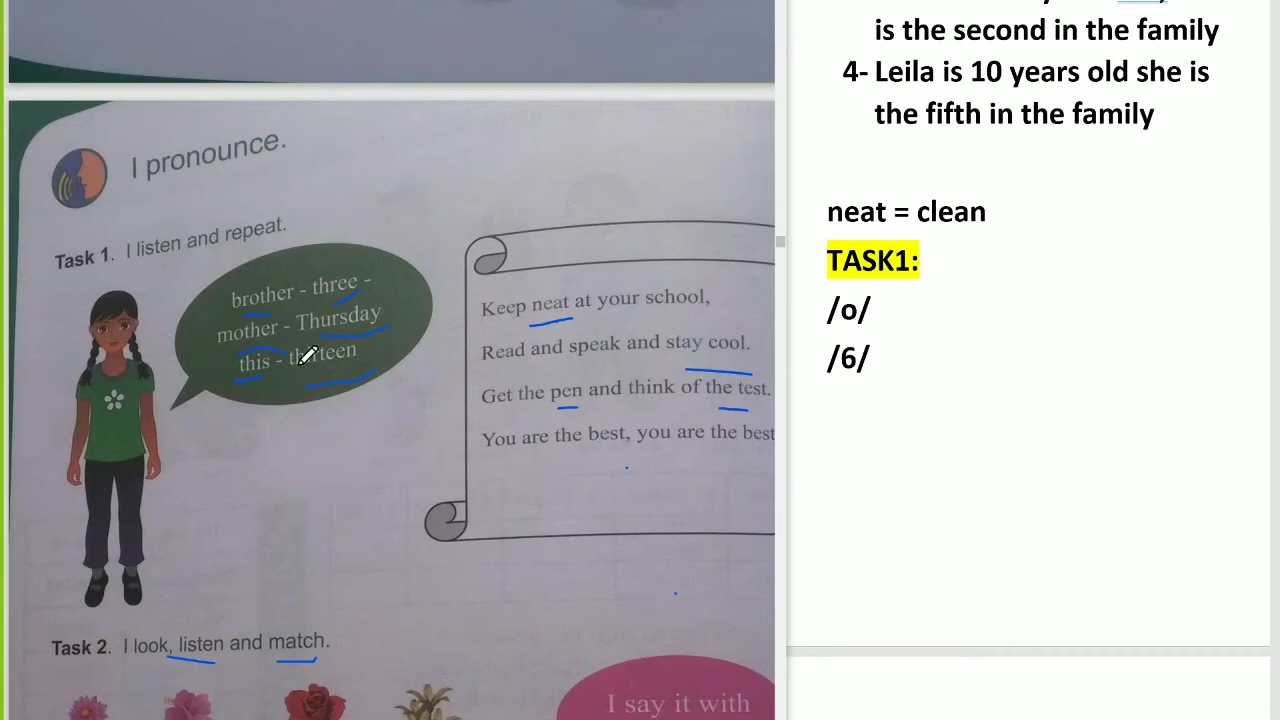 I pronounce.
Task 1. I listen and repeat.
brother - three -
mother - Thursday
this - thirteen
Keep neat at your school,
Read and speak and stay cool.
Get the pen and think of the test.
You are the best, you are the best
Task 2. I look, listen and match.
I say it with
is the second in the family
4- Leila is 10 years old she is
the fifth in the family
neat = clean
TASK1:
/o/
/6/